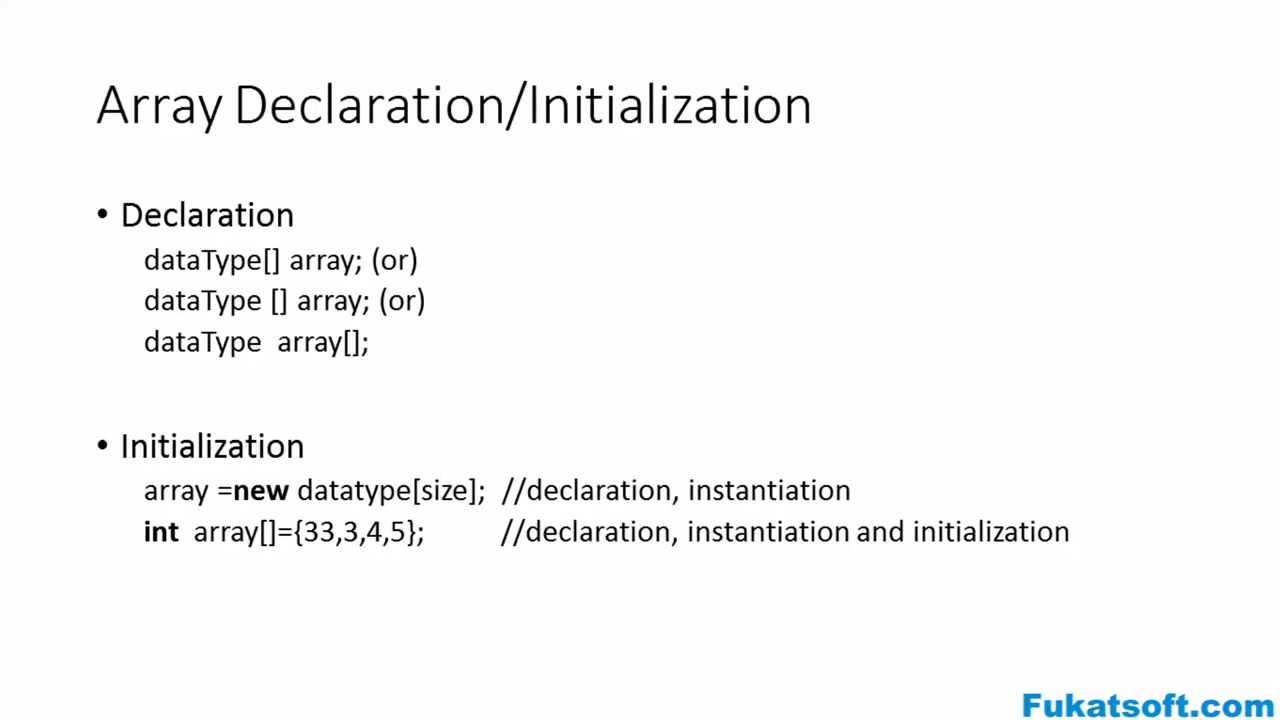 Array Declaration/Initialization
• Declaration
dataType[] array; (or)
dataType [] array; (or)
dataType  array[];
• Initialization
array =new datatype[size];  //declaration, instantiation
int  array[]={33,3,4,5};  //declaration, instantiation and initialization
Fukatsoft.com